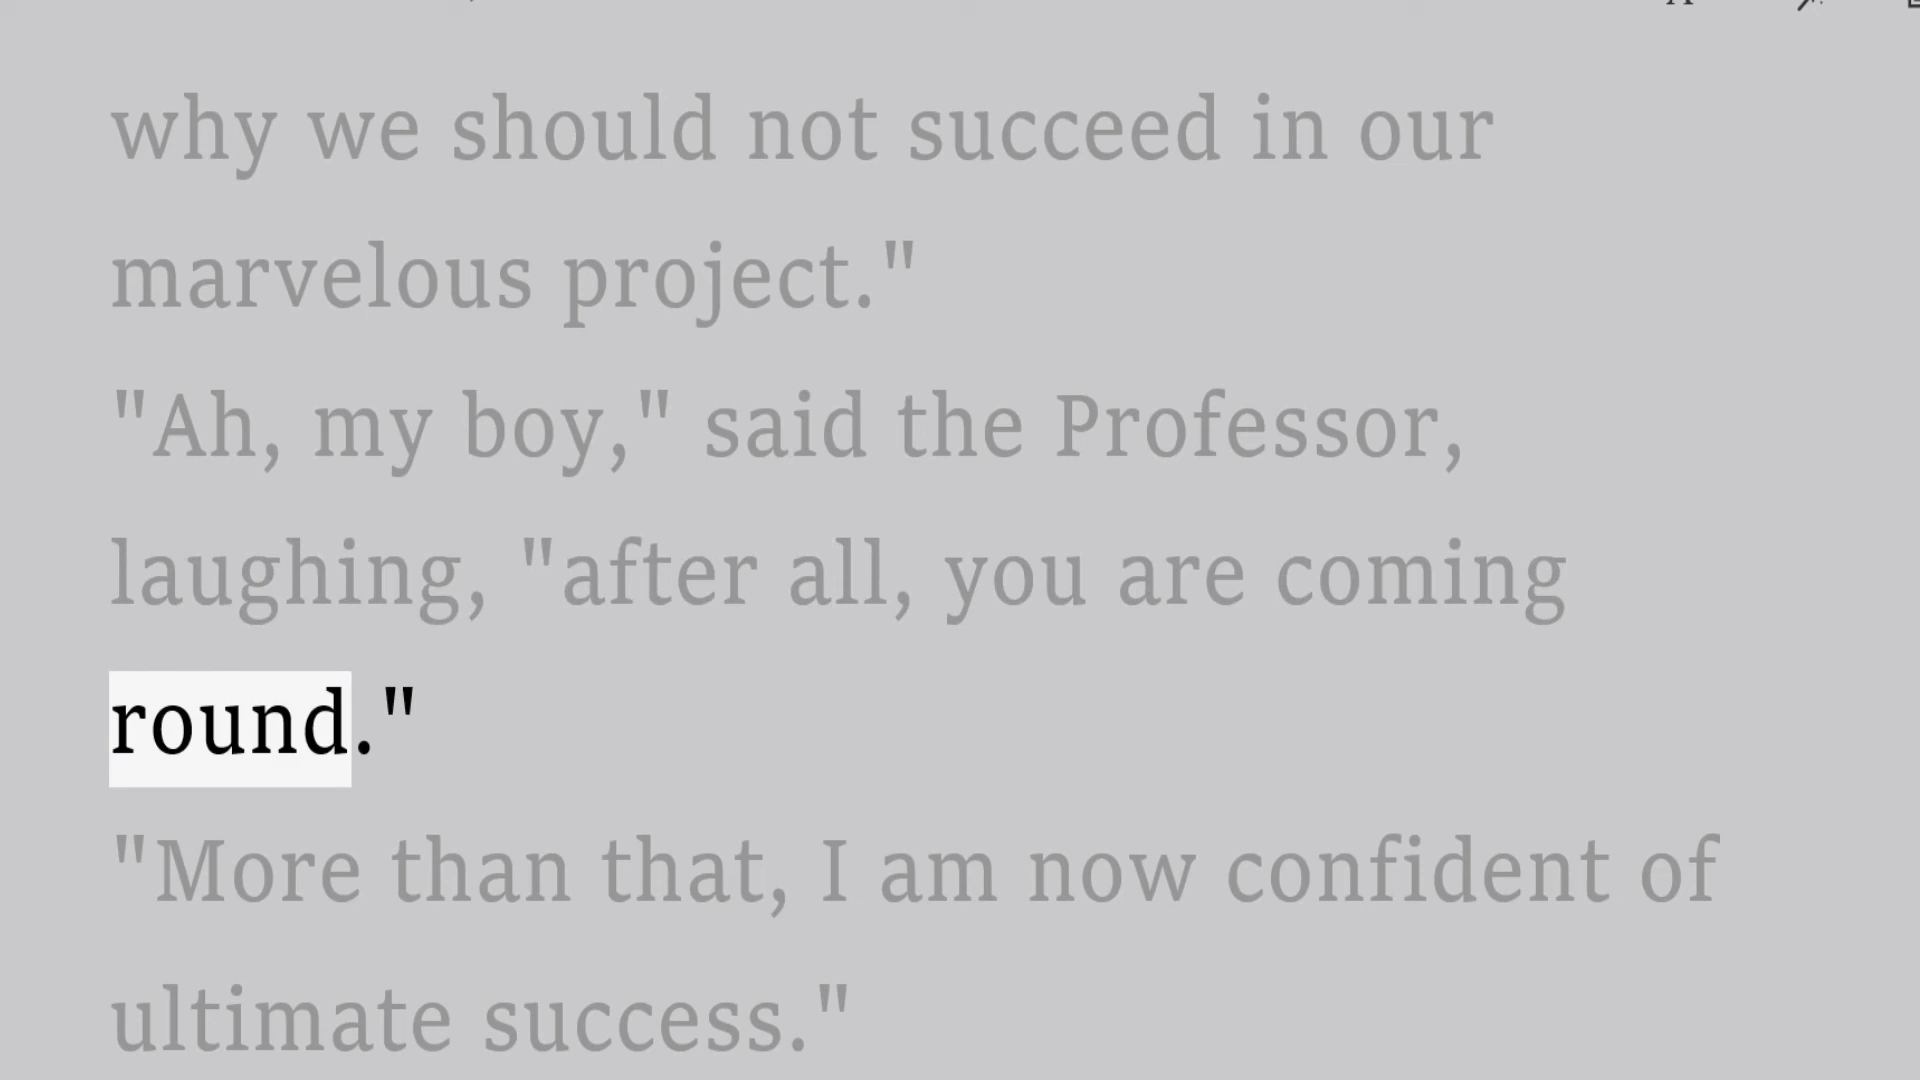 why we should not succeed in our
marvelous project."
"Ah, my boy," said the Professor,
laughing, "after all, you are coming
round."
"More than that, I am now confident of
ultimate success."